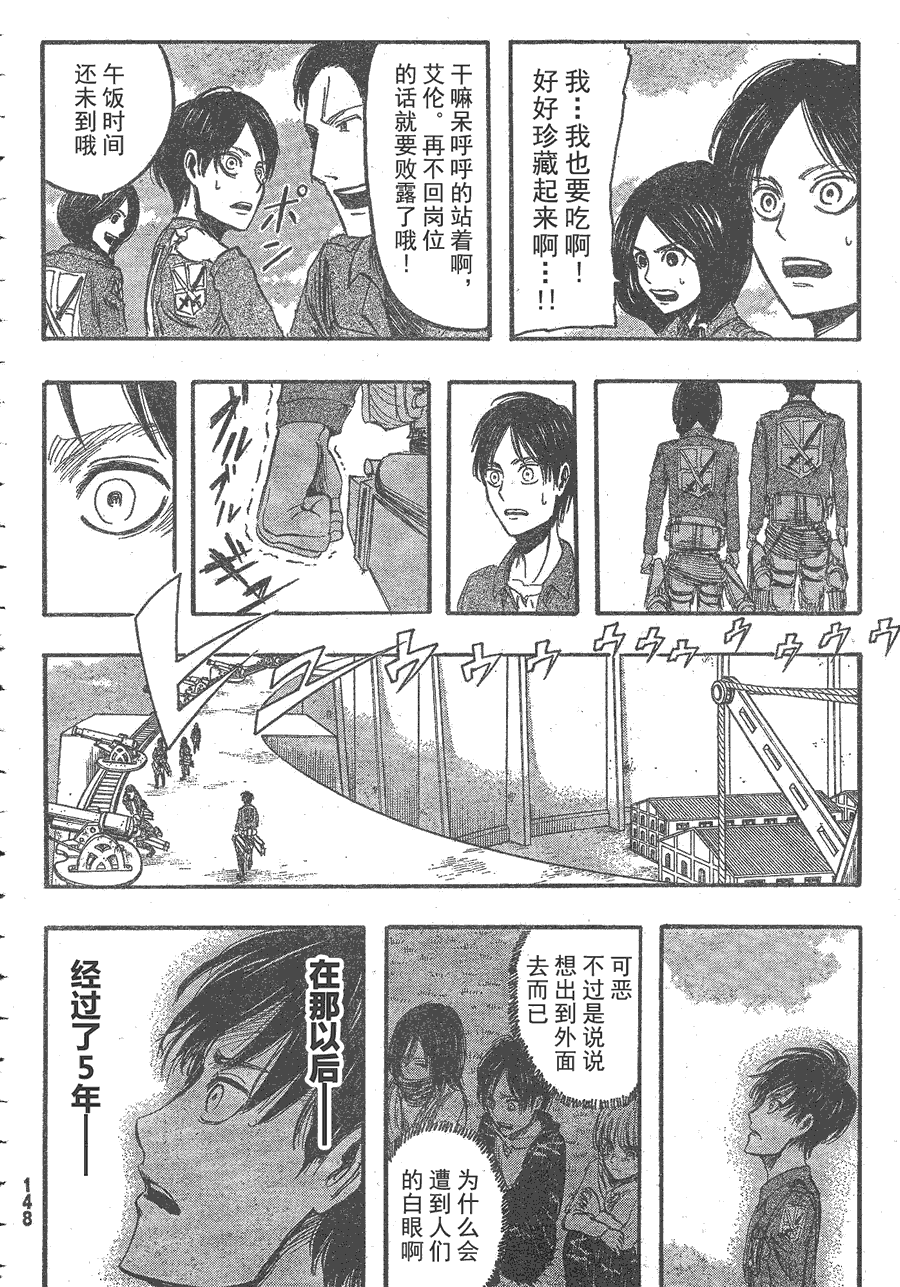 我…我也要吃啊！
好好珍藏起来啊…!!
干嘛呆呼呼的站着啊，
艾伦。再不回岗位
的话就要败露了哦！
ポン
午饭时间
还未到哦
ビュウウウウウウウウウウ
可恶
不过是说说
想出到外面
去而已
为什么会
遭到人们
的白眼啊
在那以后——
经过了5年——
148